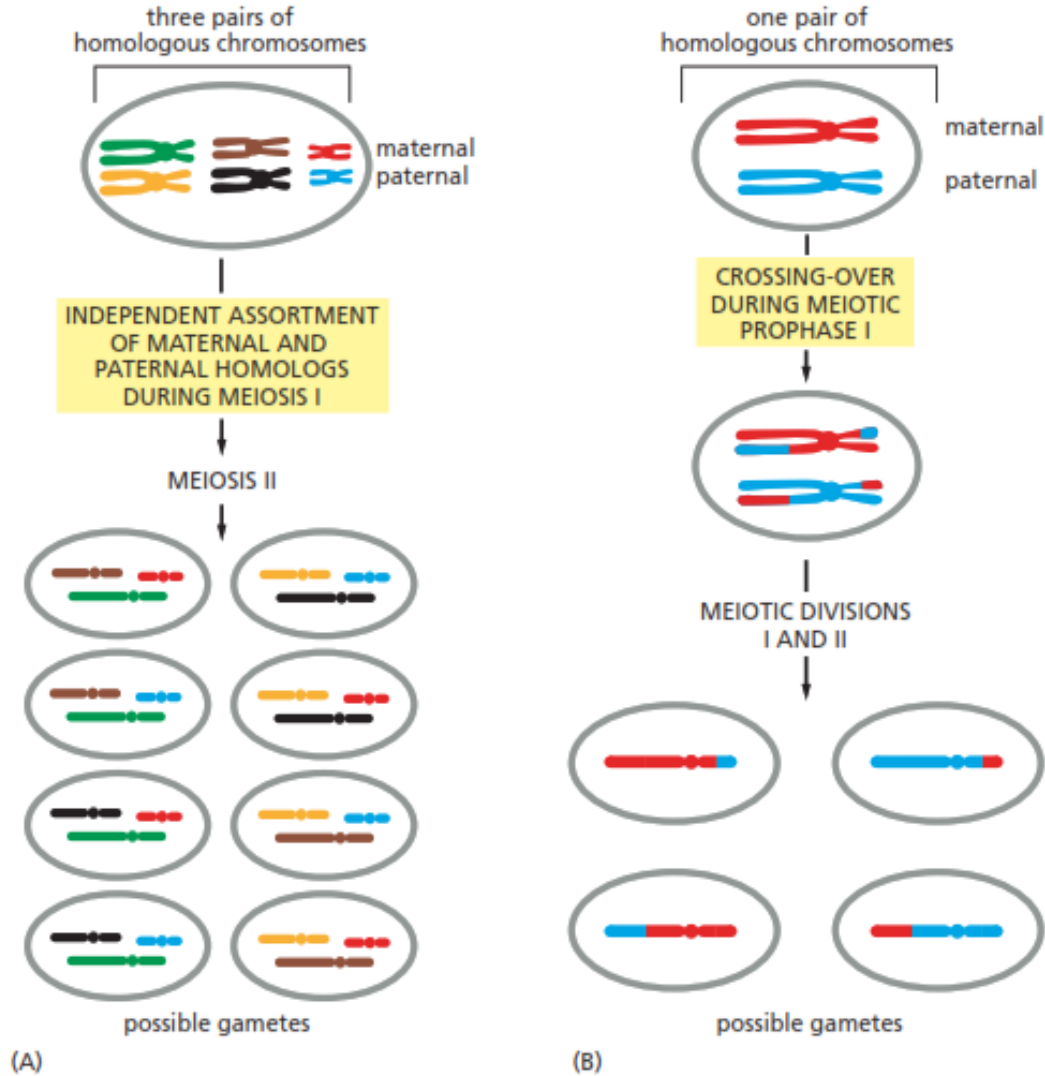 three pairs of
homologous chromosomes
maternal
paternal
INDEPENDENT ASSORTMENT
OF MATERNAL AND
PATERNAL HOMOLOGS
DURING MEIOSIS I
MEIOSIS II
possible gametes
(A)
one pair of
homologous chromosomes
maternal
paternal
CROSSING-OVER
DURING MEIOTIC
PROPHASE I
MEIOTIC DIVISIONS
I AND II
possible gametes
(B)